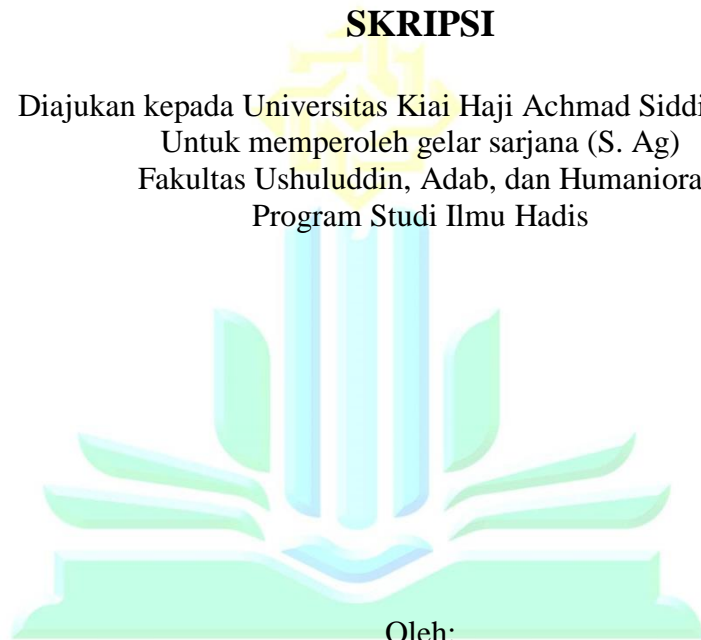 SKRIPSI
Diajukan kepada Universitas Kiai Haji Achmad
Untuk memperoleh gelar sarjana (S. Ag)
Fakultas Ushuluddin, Adab, dan Humaniora
Program Studi Ilmu Hadis
Oleh: